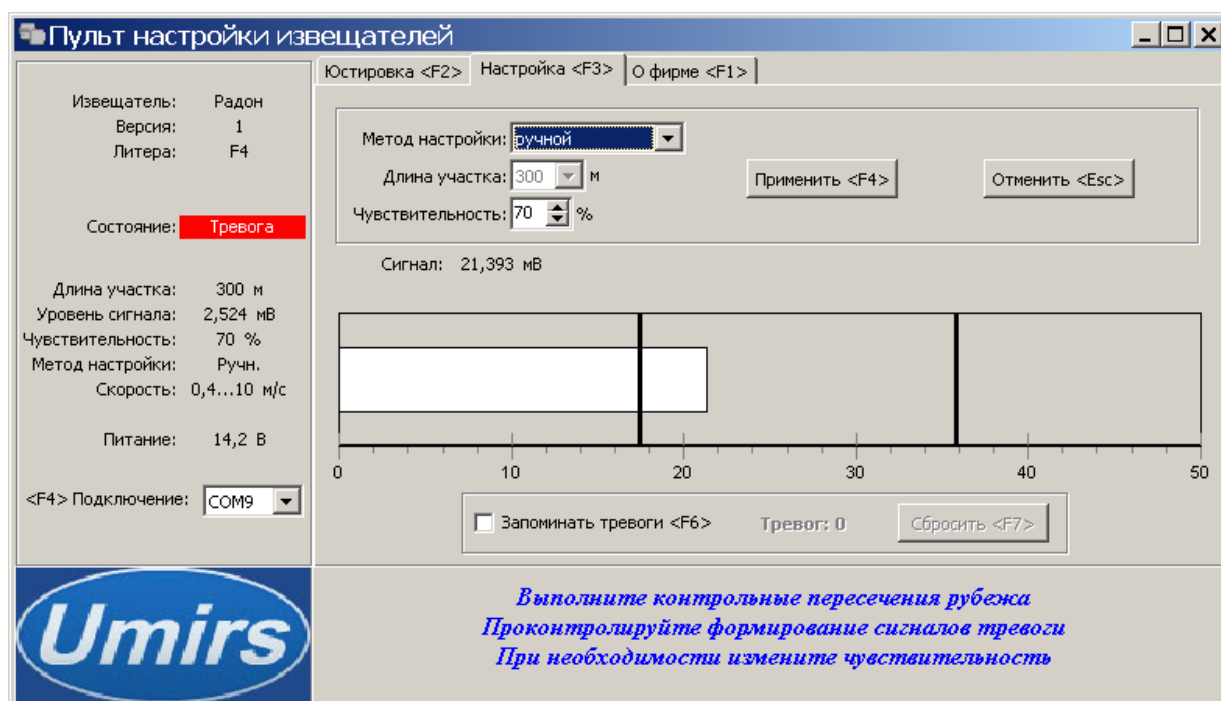 Пульт настройки извещателей
Юстировка <F2> Настройка <F3> О фирме <F1>
Извещатель: Радон
Версия: 1
Литера: F4
Состояние: Тревога
Длина участка: 300 м
Уровень сигнала: 2,524 мВ
Чувствительность: 70 %
Метод настройки: Ручн.
Скорость: 0,4...10 м/с
Питание: 14,2 В
<F4> Подключение: COM9
Метод настройки: ручной
Длина участка: 300 м
Чувствительность: 70 %
Применить <F4> Отменить <Esc>
Сигнал: 21,393 мВ
0 10 20 30 40 50
Запоминать тревоги <F6> Тревог: 0 Сбросить <F7>
Umirs
Выполните контрольные пересечения рубежа
Проконтролируйте формирование сигналов тревоги
При необходимости измените чувствительность